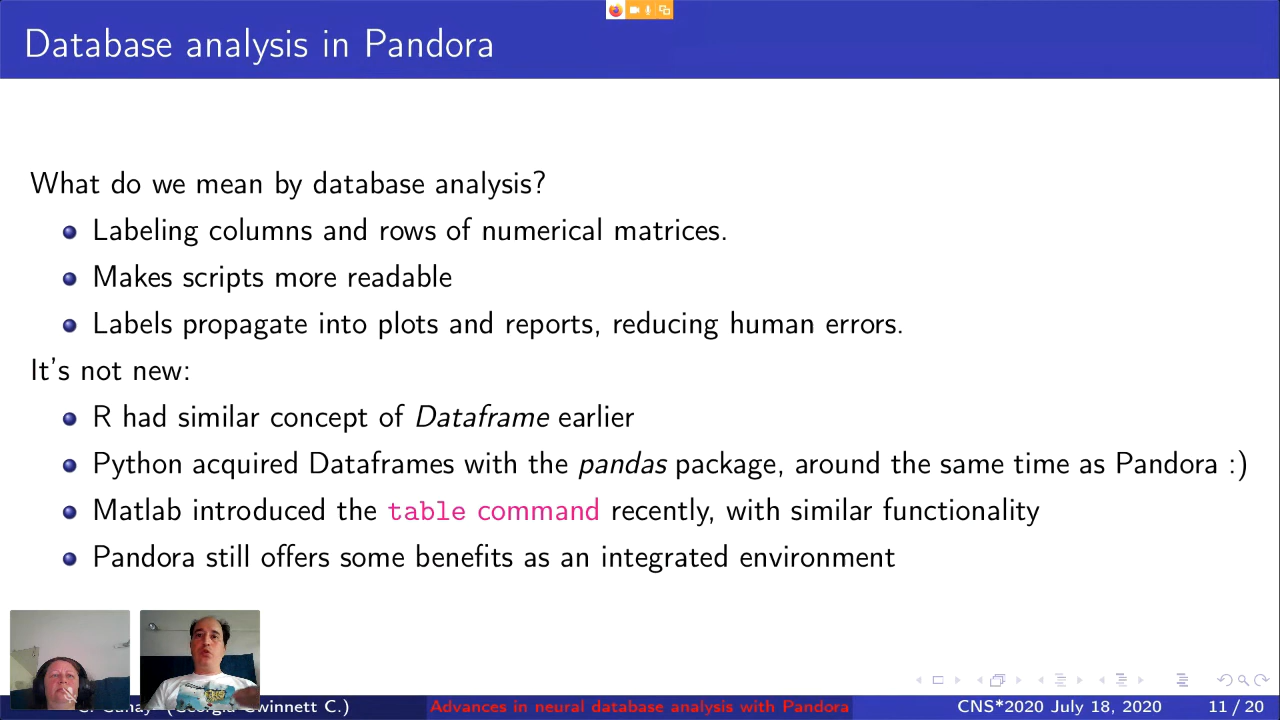 Database analysis in Pandora
What do we mean by database analysis?
Labeling columns and rows of numerical matrices.
Makes scripts more readable
Labels propagate into plots and reports, reducing human errors.
It's not new:
R had similar concept of Dataframe earlier
Python acquired Dataframes with the pandas package, around the same time as Pandora :)
Matlab introduced the table command recently, with similar functionality
Pandora still offers some benefits as an integrated environment
C.) Advances in neural database analysis with Pandora CNS*2020 July 18, 2020 11 / 20